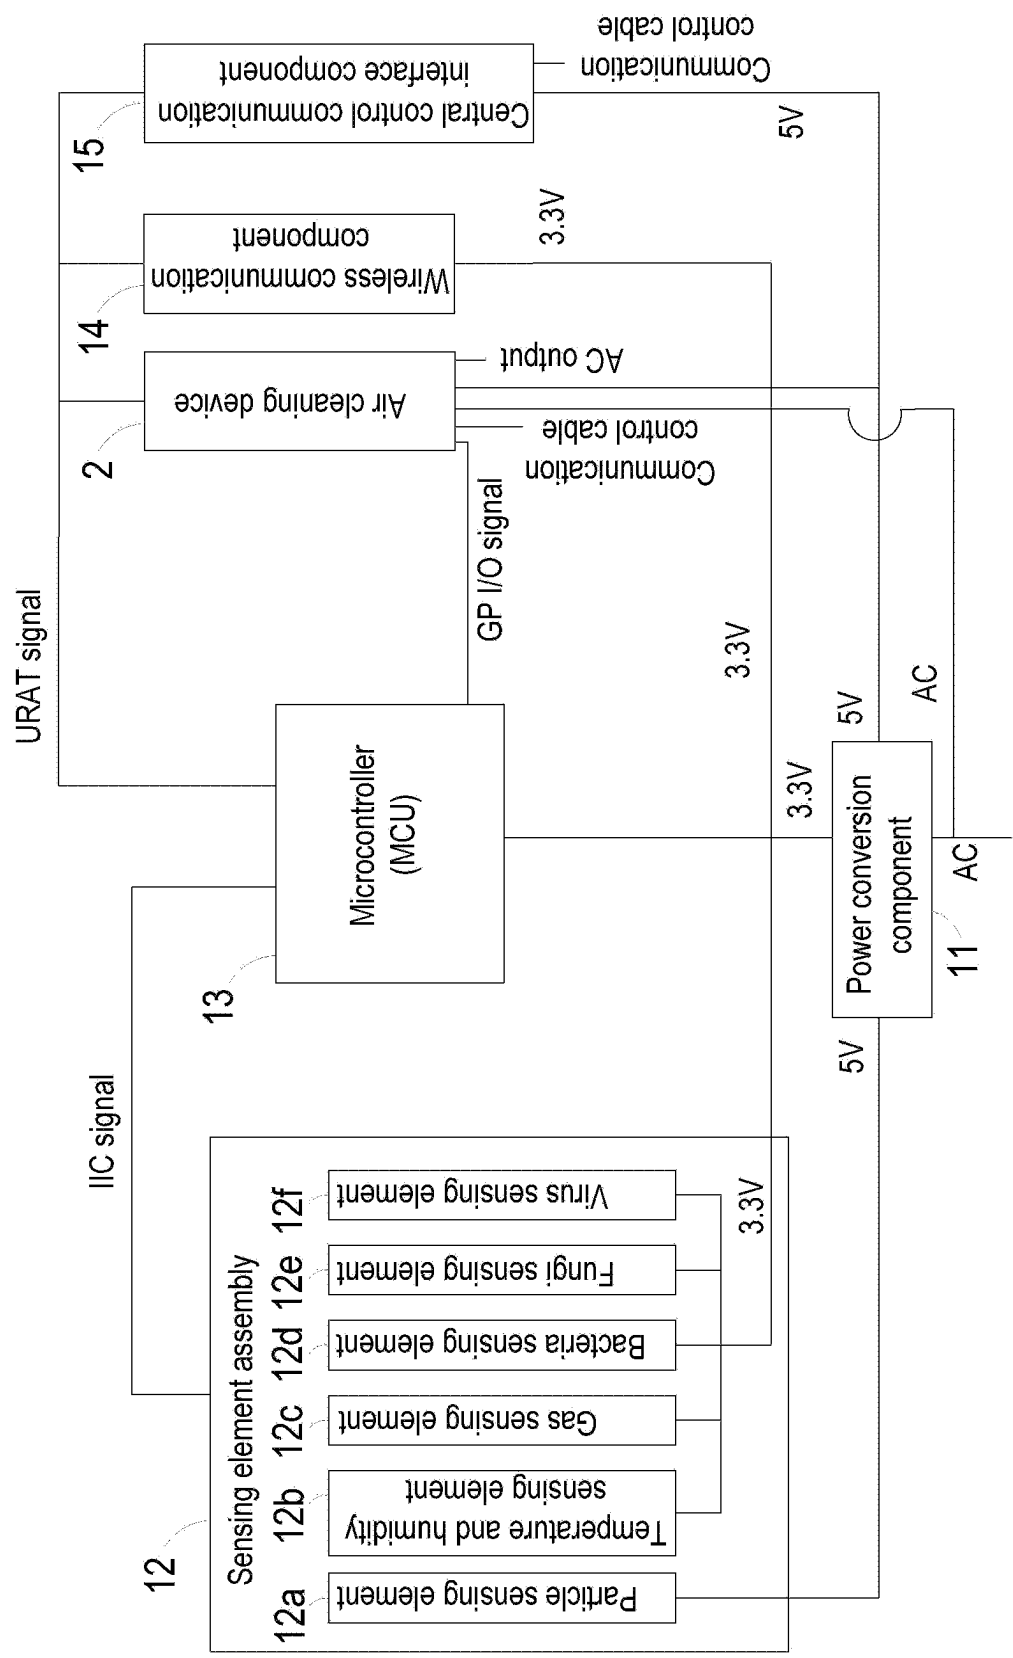 12
Sensing element assembly
12a
Particle sensing element
12b
Temperature and humidity
sensing element
12c
Gas sensing element
12d
Bacteria sensing element
12e
Fungi sensing element
12f
Virus sensing element
3.3V
IIC signal
13
Microcontroller
(MCU)
URAT signal
GP I/O signal
2
Air cleaning device
Communication
control cable
AC output
14
Wireless communication
component
3.3V
15
Central control communication
interface component
Communication
control cable
5V
3.3V
3.3V
5V
AC
5V
Power conversion
component
11
AC